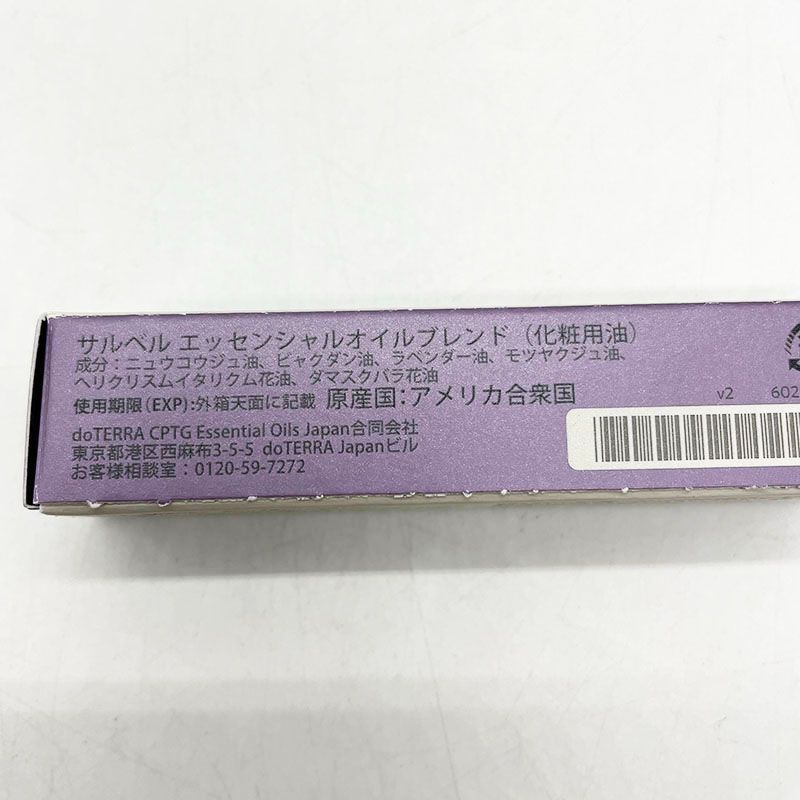 サルベル エッセンシャルオイルブレンド（化粧用油）
成分：ニュウコウジュ油、ビャクダン油、ラベンダー油、モツヤクジュ油、
ヘリクリスムイタリクム花油、ダマスクバラ花油
使用期限(EXP):外箱天面に記載 原産国:アメリカ合衆国
v2 602
doTERRA CPTG Essential Oils Japan合同会社
東京都港区西麻布3-5-5 doTERRA Japanビル
お客様相談室：0120-59-7272